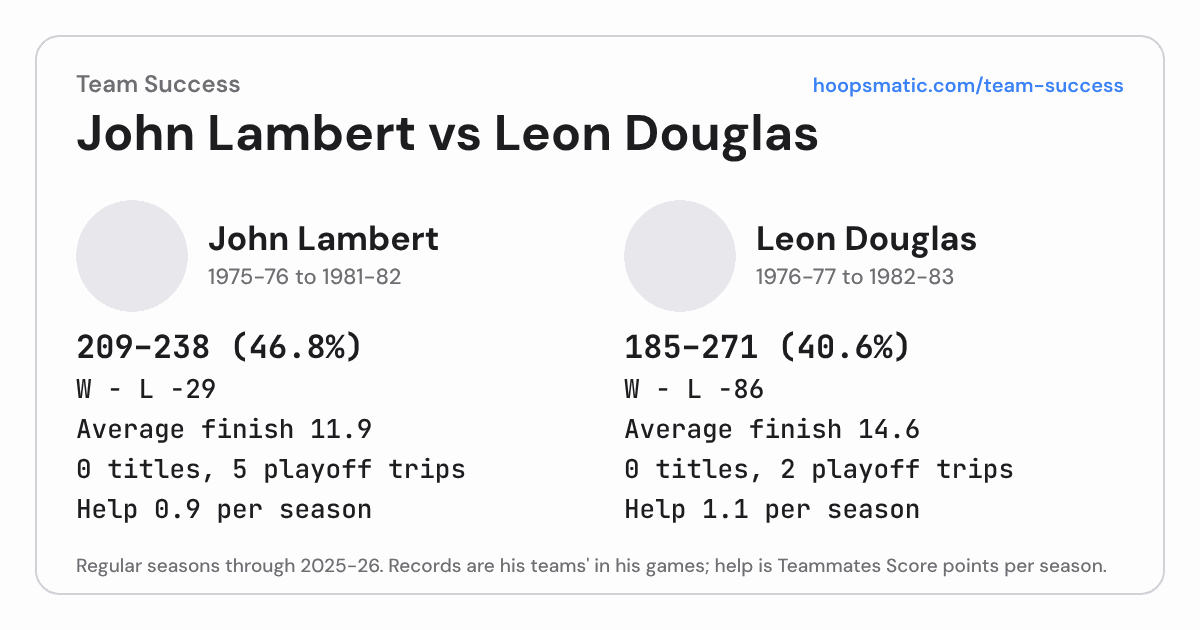 Team Success
hoopsmatic.com/team-success
John Lambert vs Leon Douglas
John Lambert
1975-76 to 1981-82
209-238 (46.8%)
W - L -29
Average finish 11.9
0 titles, 5 playoff trips
Help 0.9 per season
Leon Douglas
1976-77 to 1982-83
185-271 (40.6%)
W - L -86
Average finish 14.6
0 titles, 2 playoff trips
Help 1.1 per season
Regular seasons through 2025-26. Records are his teams' in his games; help is Teammates Score points per season.